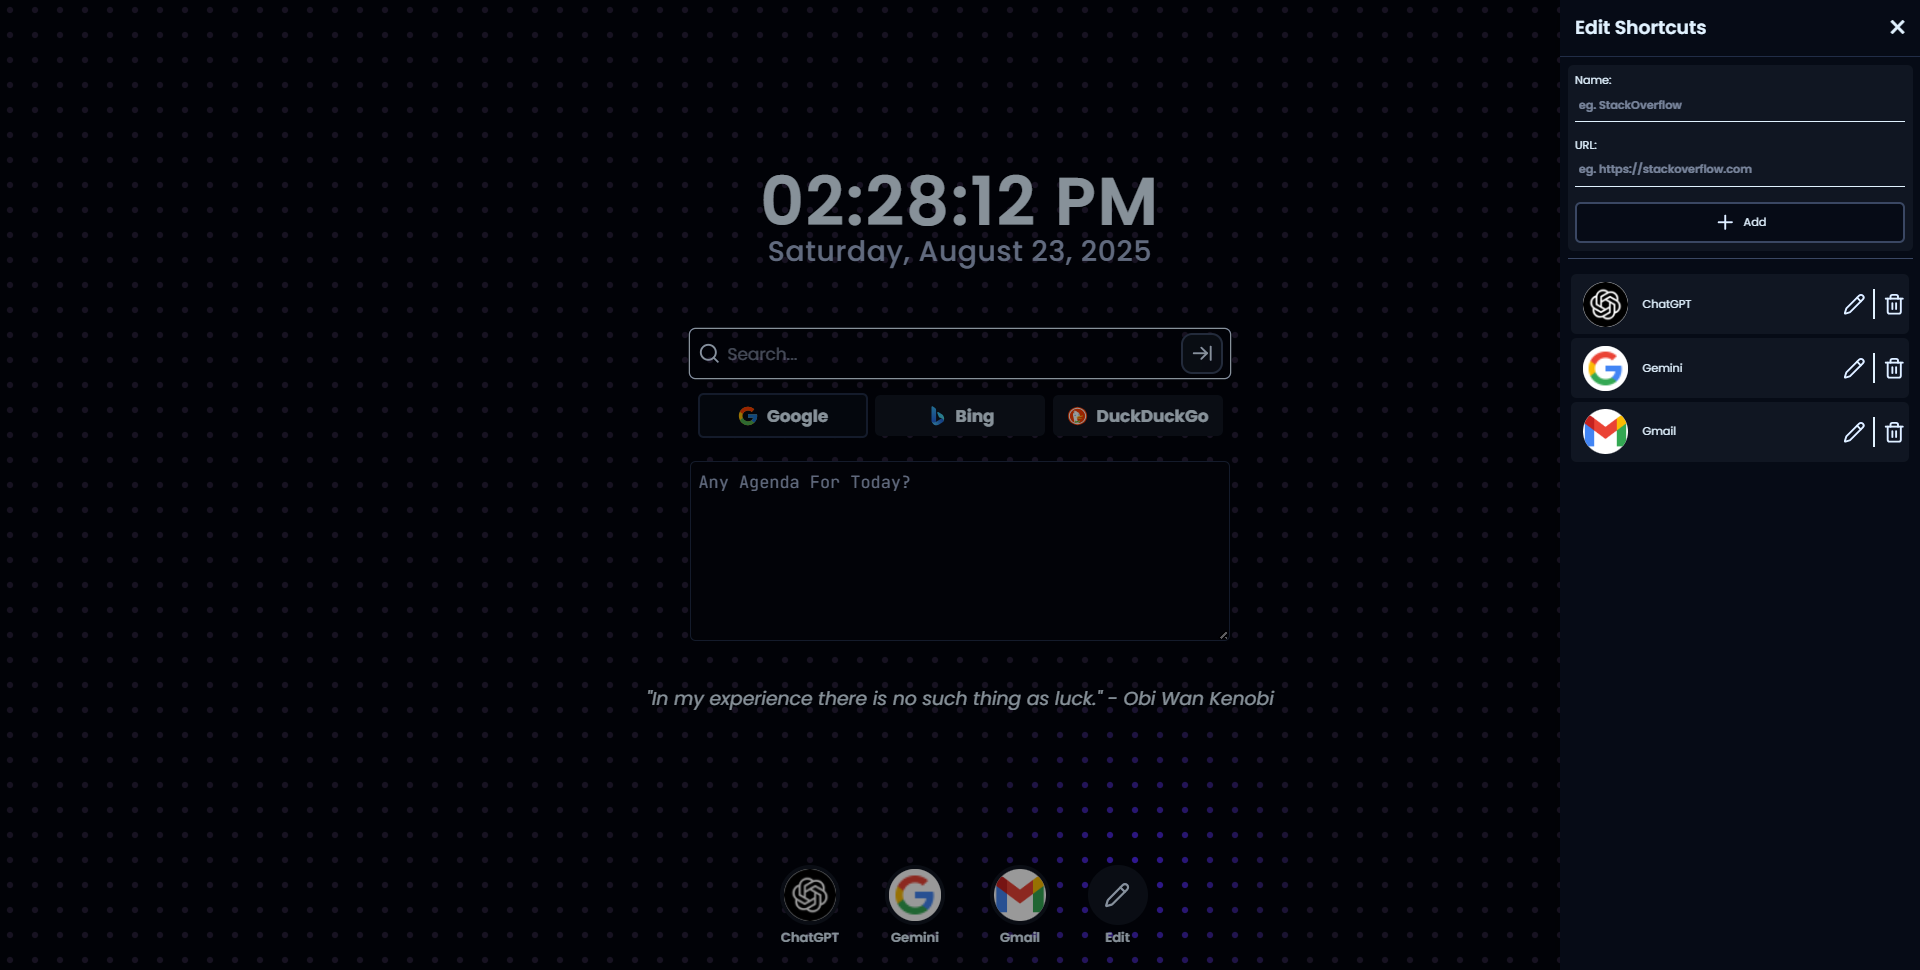 02:28:12 PM
Saturday, August 23, 2025
Search...
Google
Bing
DuckDuckGo
Any Agenda For Today?
"In my experience there is no such thing as luck." - Obi Wan Kenobi
ChatGPT
Gemini
Gmail
Edit
Edit Shortcuts
Name:
eg. StackOverflow
URL:
eg. https://stackoverflow.com
Add
ChatGPT
Gemini
Gmail